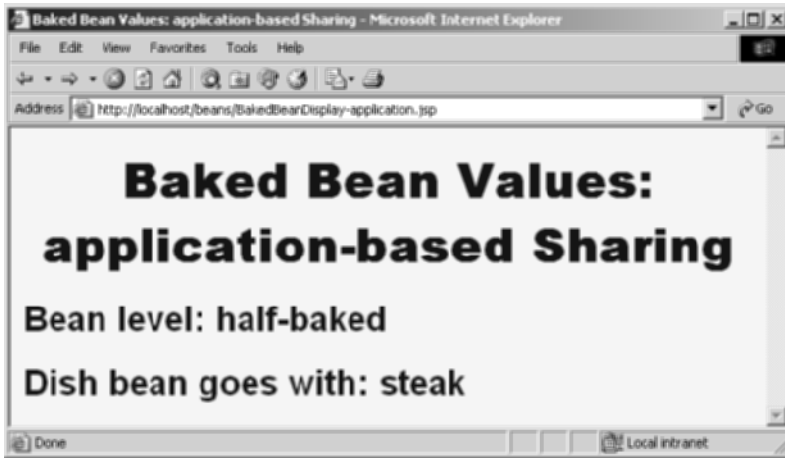 Baked Bean Values: application-based Sharing - Microsoft Internet Explorer
File Edit View Favorites Tools Help
Address http://localhost/beans/BakedBeanDisplay-application.jsp Go
Baked Bean Values:
application-based Sharing
Bean level: half-baked
Dish bean goes with: steak
Done Local intranet